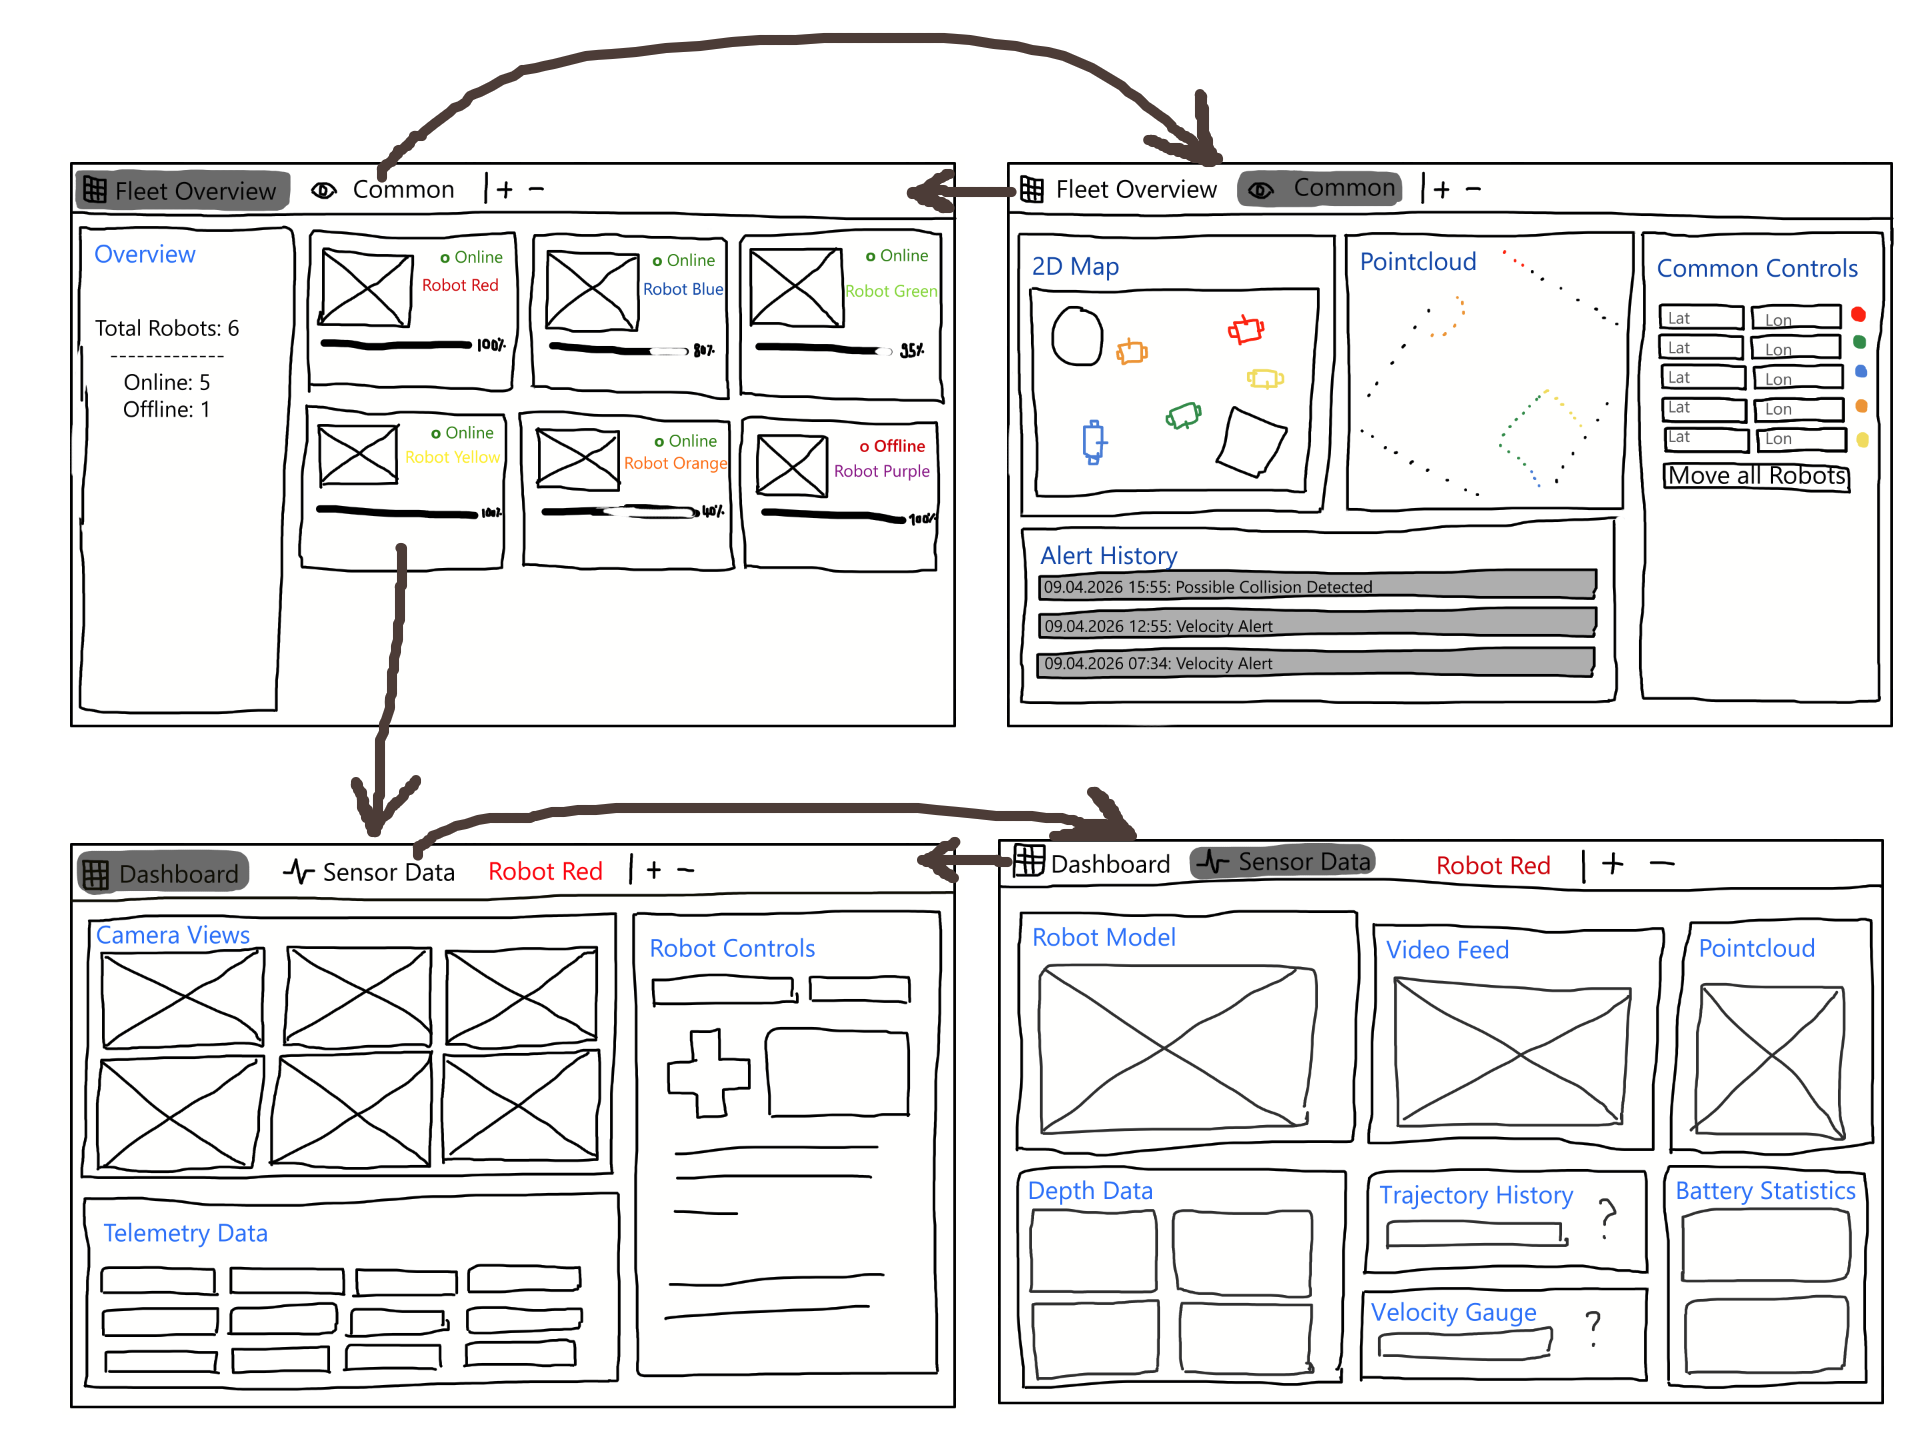 Fleet Overview Common + -
Overview
Total Robots: 6
-------------
Online: 5
Offline: 1
Online
Robot Red
100%
Online
Robot Blue
80%
Online
Robot Green
95%
Online
Robot Yellow
100%
Online
Robot Orange
40%
Offline
Robot Purple
100%
Fleet Overview Common + -
2D Map
Pointcloud
Common Controls
Lat Lon
Lat Lon
Lat Lon
Lat Lon
Lat Lon
Move all Robots
Alert History
09.04.2026 15:55: Possible Collision Detected
09.04.2026 12:55: Velocity Alert
09.04.2026 07:34: Velocity Alert
Dashboard Sensor Data Robot Red + -
Camera Views
Robot Controls
Telemetry Data
Dashboard Sensor Data Robot Red + -
Robot Model
Video Feed
Pointcloud
Depth Data
Trajectory History ?
Velocity Gauge ?
Battery Statistics